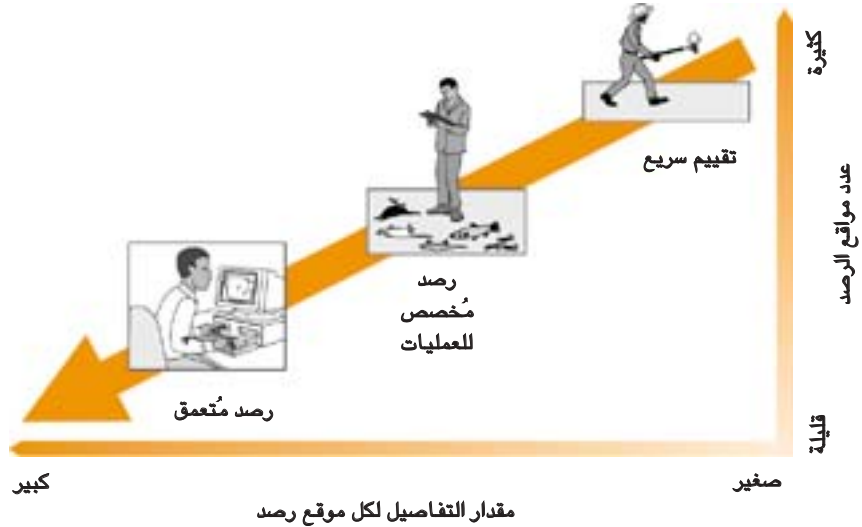 كثيرة
عدد مواقع الرصد
قليلة
تقييم سريع
رصد
مُخصص
للعمليات
رصد مُتعمق
صغير
كبير
مقدار التفاصيل لكل موقع رصد